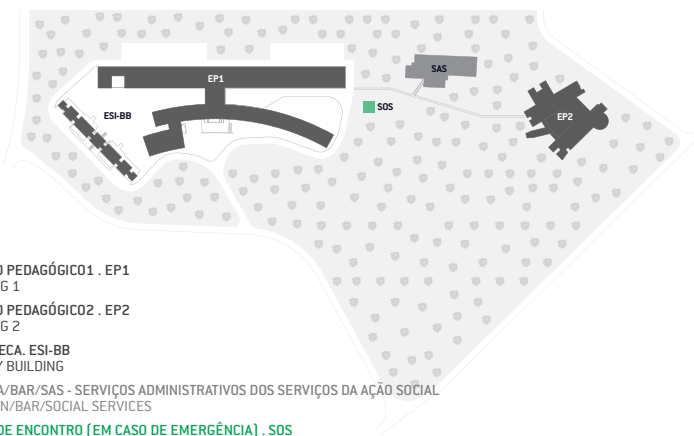 EP1
SAS
ESI-BB
SOS
EP2
O PEDAGÓGICO1 . EP1
G 1
O PEDAGÓGICO2 . EP2
G 2
ECA. ESI-BB
Y BUILDING
A/BAR/SAS - SERVIÇOS ADMINISTRATIVOS DOS SERVIÇOS DA AÇÃO SOCIAL
N/BAR/SOCIAL SERVICES
DE ENCONTRO (EM CASO DE EMERGÊNCIA) . SOS